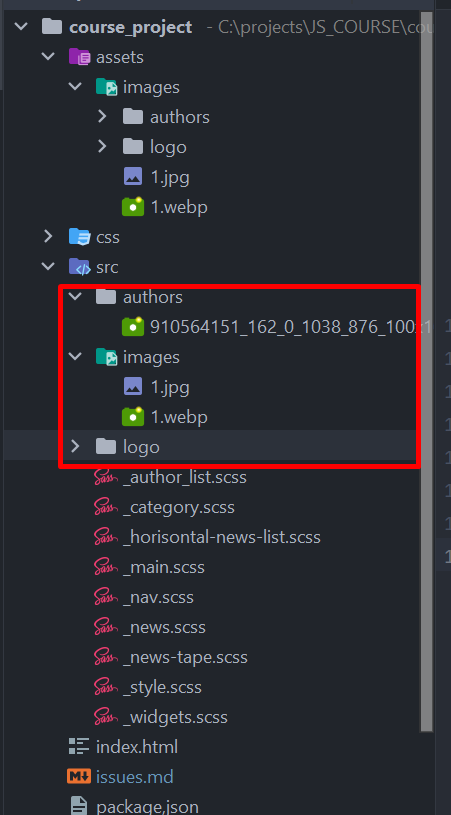 course_project - C:\projects\JS_COURSE\cou
assets
images
authors
logo
1.jpg
1.webp
css
src
authors
910564151_162_0_1038_876_100x1
images
1.jpg
1.webp
logo
_author_list.scss
_category.scss
_horisontal-news-list.scss
_main.scss
_nav.scss
_news.scss
_news-tape.scss
_style.scss
_widgets.scss
index.html
issues.md
package.json